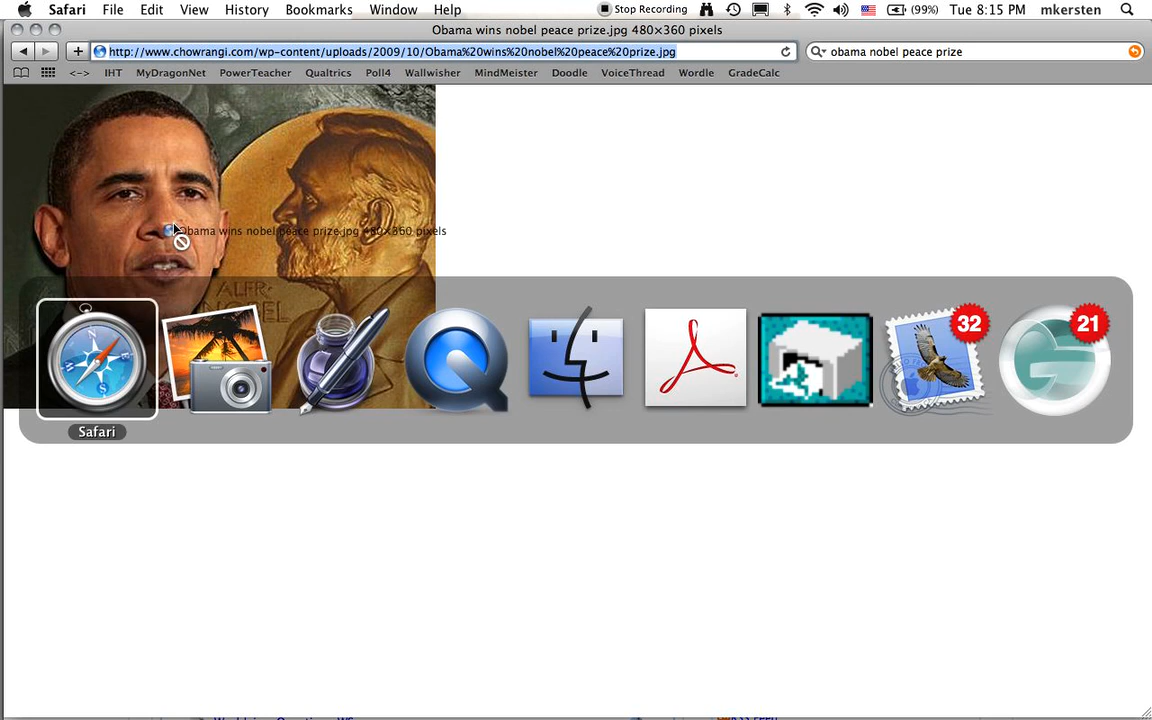 Safari File Edit View History Bookmarks Window Help Stop Recording (99%) Tue 8:15 PM mkersten
Obama wins nobel peace prize.jpg 480×360 pixels
http://www.chowrangi.com/wp-content/uploads/2009/10/Obama%20wins%20nobel%20peace%20prize.jpg obama nobel peace prize
<-> IHT MyDragonNet PowerTeacher Qualtrics Poll4 Wallwisher MindMeister Doodle VoiceThread Wordle GradeCalc
Obama wins nobel peace prize.jpg 480×360 pixels
ALFR.
NOBEL
N
W
S
32
21
Safari